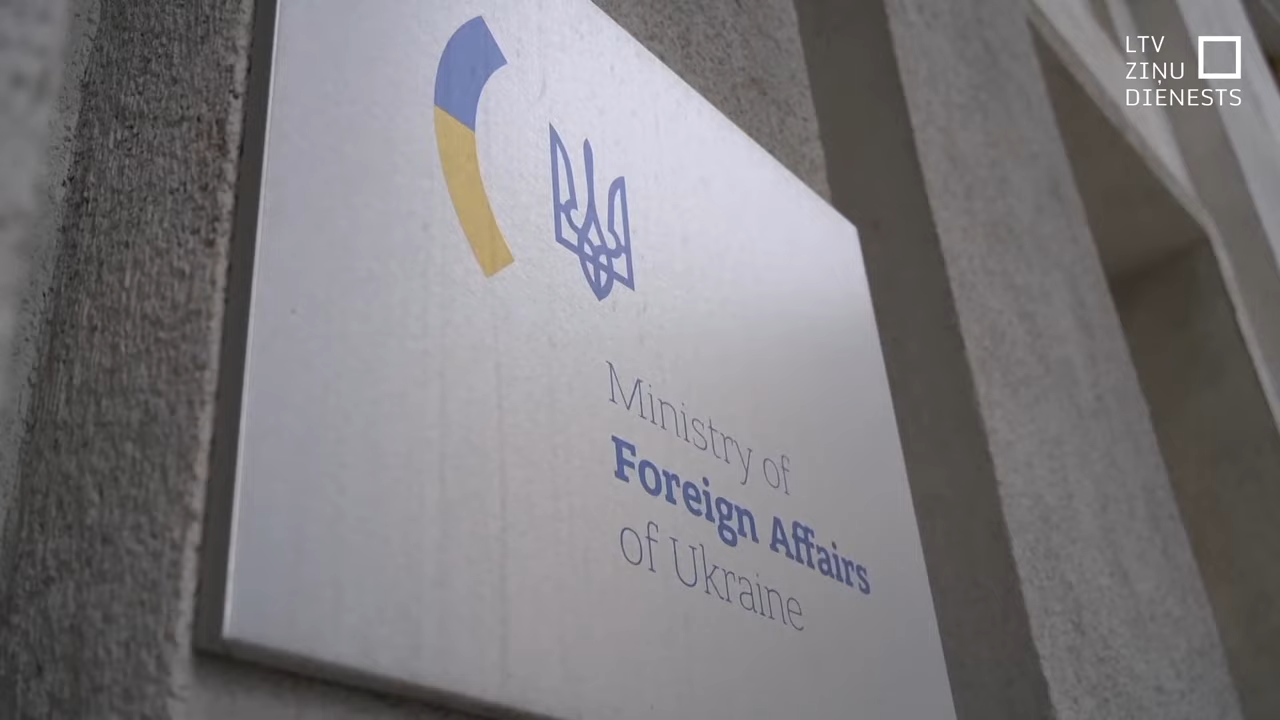 LTV
ZIŅU
DIENESTS
Ministry of
Foreign Affairs
of Ukraine